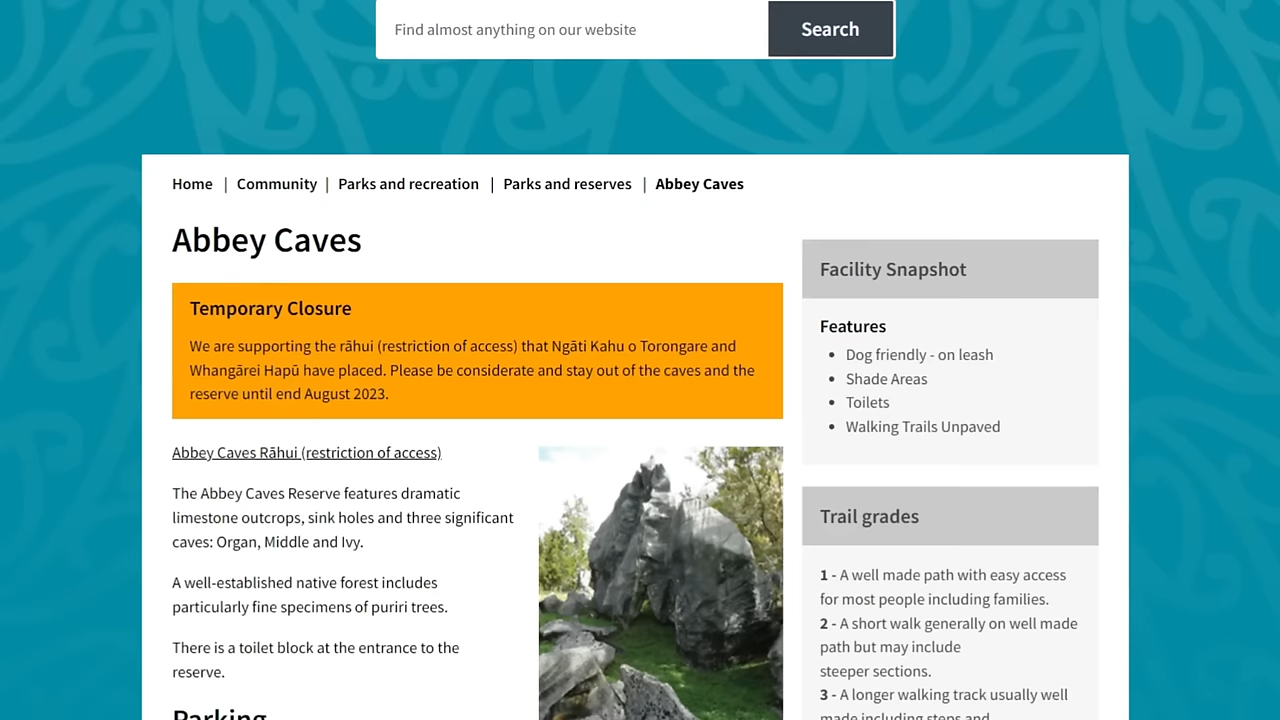 Find almost anything on our website
Search
Home | Community | Parks and recreation | Parks and reserves | Abbey Caves
Abbey Caves
Temporary Closure
We are supporting the rāhui (restriction of access) that Ngāti Kahu o Torongare and
Whangārei Hapū have placed. Please be considerate and stay out of the caves and the
reserve until end August 2023.
Abbey Caves Rāhui (restriction of access)
The Abbey Caves Reserve features dramatic
limestone outcrops, sink holes and three significant
caves: Organ, Middle and Ivy.
A well-established native forest includes
particularly fine specimens of puriri trees.
There is a toilet block at the entrance to the
reserve.
Parking
Facility Snapshot
Features
• Dog friendly - on leash
• Shade Areas
• Toilets
• Walking Trails Unpaved
Trail grades
1 - A well made path with easy access
for most people including families.
2 - A short walk generally on well made
path but may include
steeper sections.
3 - A longer walking track usually well
made including steps and